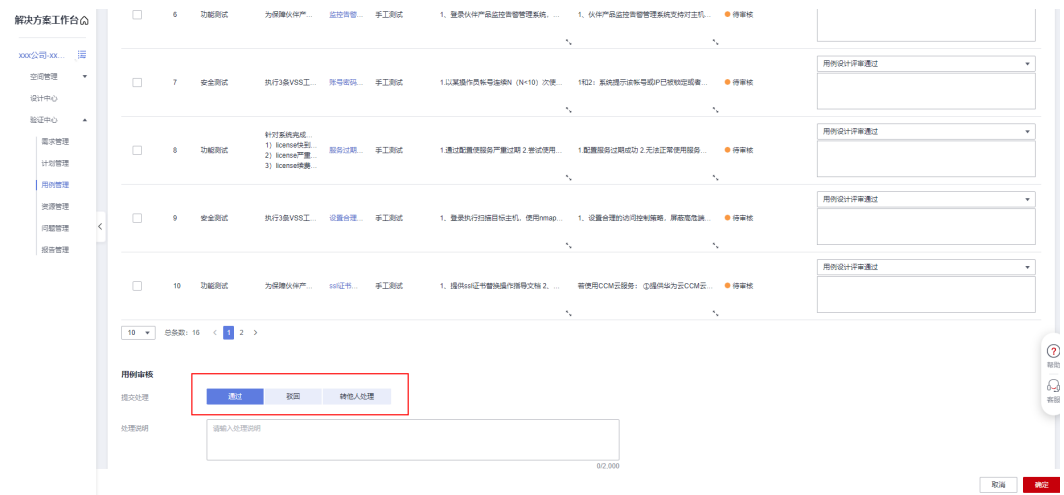 解决方案工作台
xxx公司-xx...
空间管理
设计中心
验证中心
需求管理
计划管理
用例管理
资源管理
问题管理
报告管理
6 功能测试 为保障伙伴产... 监控告警... 手工测试 1、登录伙伴产品监控告警管理系统, ... 1、伙伴产品监控告警管理系统支持对主机... 待审核
用例设计评审通过
7 安全测试 执行3条VSS工... 账号密码... 手工测试 1.以某操作员帐号连续N（N<10）次使... 1和2：系统提示该帐号或IP已被锁定或者... 待审核
用例设计评审通过
针对系统完成...
1）license快到...
8 功能测试 2）license严重... 服务过期... 手工测试 1.通过配置使服务严重过期 2.尝试使用... 1.配置服务过期成功 2.无法正常使用服务... 待审核
3）license续费...
用例设计评审通过
9 安全测试 执行3条VSS工... 设置合理... 手工测试 1、登录执行扫描目标主机，使用nmap... 1、设置合理的访问控制策略，屏蔽高危端... 待审核
用例设计评审通过
10 功能测试 为保障伙伴产... ssl证书... 手工测试 1、提供ssl证书替换操作指导文档 2、... 若使用CCM云服务： ①提供华为云CCM云... 待审核
10 总条数: 16 < 1 2 >
用例审核
提交处理 通过 驳回 转他人处理
处理说明 请输入处理说明
0/2,000
帮助
客服
取消 确定